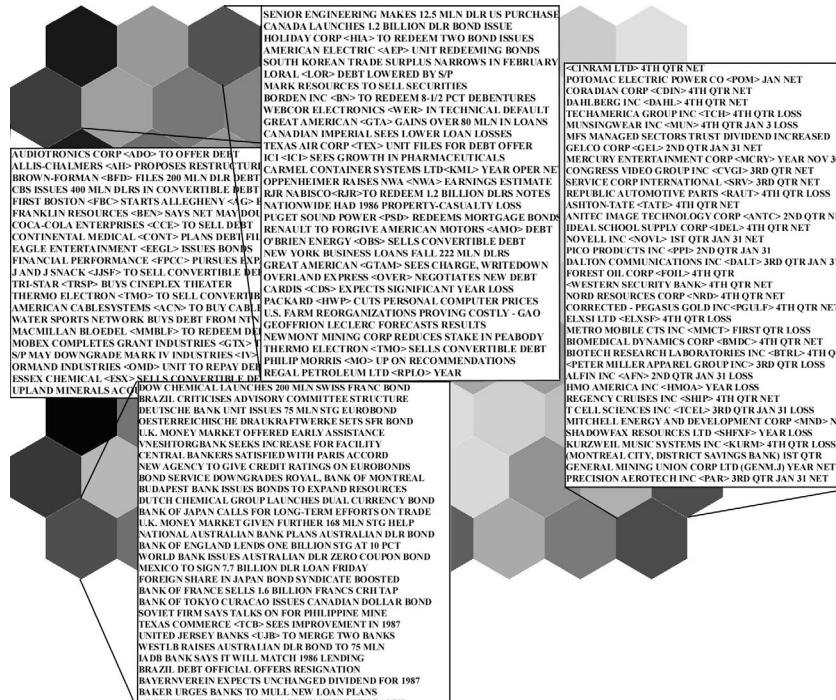 SENIOR ENGINEERING MAKES 12.5 MLN DLR US PURCHASE
CANADA LAUNCHES 1.2 BILLION DLR BOND ISSUE
HOLIDAY CORP <HIA> TO REDEEM TWO BOND ISSUES
AMERICAN ELECTRIC <AEP> UNIT REDEEMING BONDS
SOUTH KOREAN TRADE SURPLUS NARROWS IN FEBRUARY
LORAL <LOR> DEBT LOWERED BY S/P
MARK RESOURCES TO SELL SECURITIES
BORDEN INC <BN> TO REDEEM 8-1/2 PCT DEBENTURES
WEBCOR ELECTRONICS <WER> IN TECHNICAL DEFAULT
GREAT AMERICAN <GTA> GAINS OVER 80 MLN IN LOANS
CANADIAN IMPERIAL SEES LOWER LOAN LOSSES
TEXAS AIR CORP <TEX> UNIT FILES FOR DEBT OFFER
ICI <ICI> SEES GROWTH IN PHARMACEUTICALS
CARMEL CONTAINER SYSTEMS LTD<KML> YEAR OPER NET
OPPENHEIMER RAISES NWA <NWA> EARNINGS ESTIMATE
RJR NABISCO<RJR>TO REDEEM 1.2 BILLION DLRS NOTES
NATIONWIDE HAD 1986 PROPERTY-CASUALTY LOSS
PUGET SOUND POWER <PSD> REDEEMS MORTGAGE BONDS
RENAULT TO FORGIVE AMERICAN MOTORS <AMO> DEBT
O'BRIEN ENERGY <OBS> SELLS CONVERTIBLE DEBT
NEW YORK BUSINESS LOANS FALL 222 MLN DLRS
GREAT AMERICAN <GTAM> SEES CHARGE, WRITEDOWN
OVERLAND EXPRESS <OVER> NEGOTIATES NEW DEBT
CARDIS <CDS> EXPECTS SIGNIFICANT YEAR LOSS
PACKARD <HWP> CUTS PERSONAL COMPUTER PRICES
U.S. FARM REORGANIZATIONS PROVING COSTLY - GAO
GEOFFRION LECLERC FORECASTS RESULTS
NEWMONT MINING CORP REDUCES STAKE IN PEABODY
THERMO ELECTRON <TMO> SELLS CONVERTIBLE DEBT
PHILIP MORRIS <MO> UP ON RECOMMENDATIONS
REGAL PETROLEUM LTD <RPLO> YEAR
AUDIOTRONICS CORP <ADO> TO OFFER DEBT
ALLIS-CHALMERS <AH> PROPOSES RESTRUCTURI
BROWN-FORMAN <BFD> FILES 200 MLN DLR DEBT
CBS ISSUES 400 MLN DLRS IN CONVERTIBLE DEBT
FIRST BOSTON <FBC> STARTS ALLEGHENY <AG>
FRANKLIN RESOURCES <BEN> SAYS NET MAY DOU
COCA-COLA ENTERPRISES <CCE> TO SELL DEBT
CONTINENTAL MEDICAL <CONT> PLANS DEBT FI
EAGLE ENTERTAINMENT <EEGL> ISSUES BONDS
FINANCIAL PERFORMANCE <FPCC> PURSUES EXP
J AND J SNACK <JJSF> TO SELL CONVERTIBLE DE
TRI-STAR <TRSP> BUYS CINEPLEX THEATER
THERMO ELECTRON <TMO> TO SELL CONVERTIB
AMERICAN CABLESYSTEMS <ACN> TO BUY CABL
WATER SPORTS NETWORK BUYS DEBT FROM NTN
MACMILLAN BLOEDEL <MMBLF> TO REDEEM DE
MOBEX COMPLETES GRANT INDUSTRIES <GTX>
S/P MAY DOWNGRADE MARK IV INDUSTRIES <IV>
ORMAND INDUSTRIES <OMD> UNIT TO REPAY DE
ESSEX CHEMICAL <ESX> SELLS CONVERTIBLE DE
UPLAND MINERALS ACQ
<CINRAM LTD> 4TH QTR NET
POTOMAC ELECTRIC POWER CO <POM> JAN NET
CORADIAN CORP <CDIN> 4TH QTR NET
DAHLBERG INC <DAHL> 4TH QTR NET
TECHAMERICA GROUP INC <TCH> 4TH QTR LOSS
MUNSINGWEAR INC <MUN> 4TH QTR JAN 3 LOSS
MFS MANAGED SECTORS TRUST DIVIDEND INCREASED
GELCO CORP <GEL> 2ND QTR JAN 31 NET
MERCURY ENTERTAINMENT CORP <MCRY> YEAR NOV 30
CONGRESS VIDEO GROUP INC <CVGI> 3RD QTR NET
SERVICE CORP INTERNATIONAL <SRV> 3RD QTR NET
REPUBLIC AUTOMOTIVE PARTS <RAUT> 4TH QTR LOSS
ASHTON-TATE <TATE> 4TH QTR NET
ANITEC IMAGE TECHNOLOGY CORP <ANTC> 2ND QTR NE
IDEAL SCHOOL SUPPLY CORP <IDEL> 4TH QTR NET
NOVELL INC <NOVL> 1ST QTR JAN 31 NET
PICO PRODUCTS INC <PPI> 2ND QTR JAN 31
DALTON COMMUNICATIONS INC <DALT> 3RD QTR JAN 31
FOREST OIL CORP <FOIL> 4TH QTR
<WESTERN SECURITY BANK> 4TH QTR NET
NORD RESOURCES CORP <NRD> 4TH QTR NET
CORRECTED - PEGASUS GOLD INC <PGULF> 4TH QTR NET
ELXSI LTD <ELXSF> 4TH QTR LOSS
METRO MOBILE CTS INC <MMCT> FIRST QTR LOSS
BIOMEDICAL DYNAMICS CORP <BMDC> 4TH QTR NET
BIOTECH RESEARCH LABORATORIES INC <BTRL> 4TH Q
<PETER MILLER APPAREL GROUP INC> 3RD QTR LOSS
ALFIN INC <AFN> 2ND QTR JAN 31 LOSS
HMO AMERICA INC <HMOA> YEAR LOSS
REGENCY CRUISES INC <SHIP> 4TH QTR NET
T CELL SCIENCES INC <TCEL> 3RD QTR JAN 31 LOSS
MITCHELL ENERGY AND DEVELOPMENT CORP <MND> N
SHADOWFAX RESOURCES LTD <SHFXF> YEAR LOSS
KURZWEIL MUSIC SYSTEMS INC <KURM> 4TH QTR LOSS
(MONTREAL CITY, DISTRICT SAVINGS BANK) 1ST QTR
GENERAL MINING UNION CORP LTD (GENM.J) YEAR NET
PRECISION AEROTECH INC <PAR> 3RD QTR JAN 31 NET
DOW CHEMICAL LAUNCHES 200 MLN SWISS FRANC BOND
BRAZIL CRITICISES ADVISORY COMMITTEE STRUCTURE
DEUTSCHE BANK UNIT ISSUES 75 MLN STG EUROBOND
OESTERREICHISCHE DRAUKRAFTWERKE SETS SFR BOND
U.K. MONEY MARKET OFFERED EARLY ASSISTANCE
VNESHTORGBANK SEEKS INCREASE FOR FACILITY
CENTRAL BANKERS SATISFIED WITH PARIS ACCORD
NEW AGENCY TO GIVE CREDIT RATINGS ON EUROBONDS
BOND SERVICE DOWNGRADES ROYAL, BANK OF MONTREAL
BUDAPEST BANK ISSUES BONDS TO EXPAND RESOURCES
DUTCH CHEMICAL GROUP LAUNCHES DUAL CURRENCY BOND
BANK OF JAPAN CALLS FOR LONG-TERM EFFORTS ON TRADE
U.K. MONEY MARKET GIVEN FURTHER 168 MLN STG HELP
NATIONAL AUSTRALIAN BANK PLANS AUSTRALIAN DLR BOND
BANK OF ENGLAND LENDS ONE BILLION STG AT 10 PCT
WORLD BANK ISSUES AUSTRALIAN DLR ZERO COUPON BOND
MEXICO TO SIGN 7.7 BILLION DLR LOAN FRIDAY
FOREIGN SHARE IN JAPAN BOND SYNDICATE BOOSTED
BANK OF FRANCE SELLS 1.6 BILLION FRANCS CRH TAP
BANK OF TOKYO CURACAO ISSUES CANADIAN DOLLAR BOND
SOVIET FIRM SAYS TALKS ON FOR PHILIPPINE MINE
TEXAS COMMERCE <TCB> SEES IMPROVEMENT IN 1987
UNITED JERSEY BANKS <UJB> TO MERGE TWO BANKS
WESTLB RAISES AUSTRALIAN DLR BOND TO 75 MLN
IADB BANK SAYS IT WILL MATCH 1986 LENDING
BRAZIL DEBT OFFICIAL OFFERS RESIGNATION
BAYERNVEREIN EXPECTS UNCHANGED DIVIDEND FOR 1987
BAKER URGES BANKS TO MULL NEW LOAN PLANS